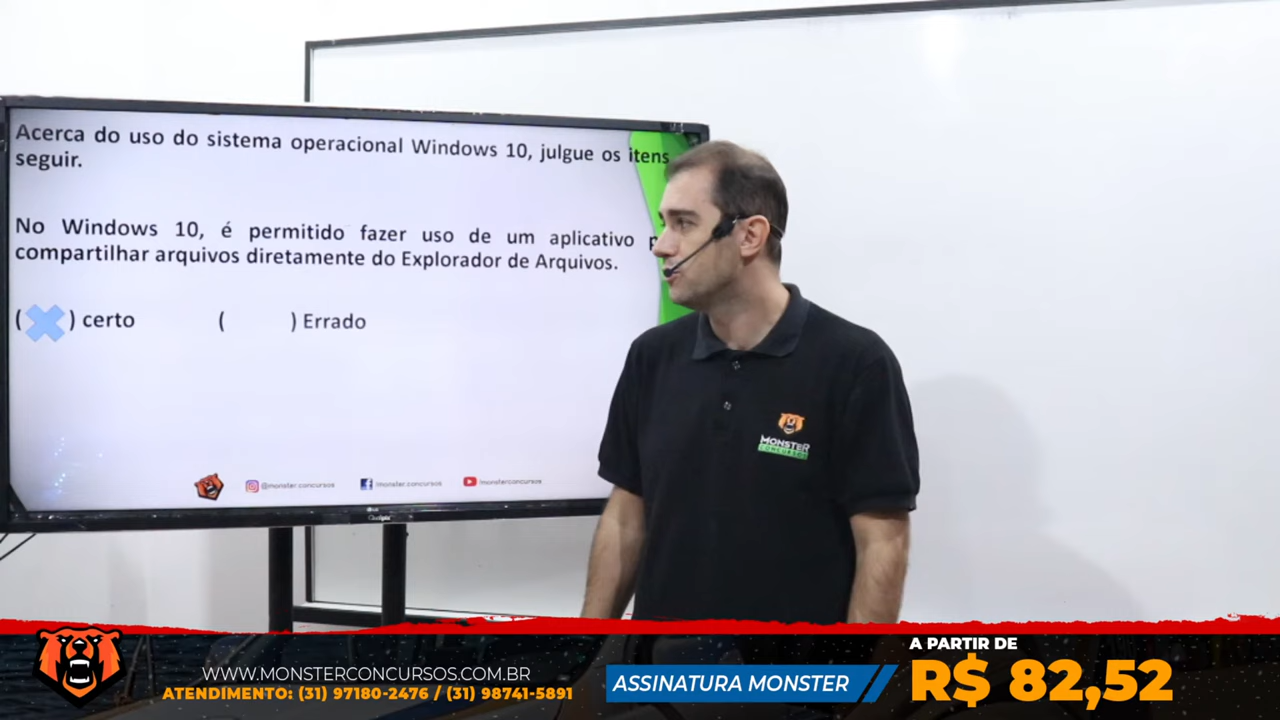 Acerca do uso do sistema operacional Windows 10, julgue os itens
seguir.
No Windows 10, é permitido fazer uso de um aplicativo
compartilhar arquivos diretamente do Explorador de Arquivos.
( ) certo ( ) Errado
@monster.concursos /monster.concursos /monsterconcursos
MONSTER
CONCURSOS
A PARTIR DE
WWW.MONSTERCONCURSOS.COM.BR
ATENDIMENTO: (31) 97180-2476 / (31) 98741-5891
ASSINATURA MONSTER
R$ 82,52